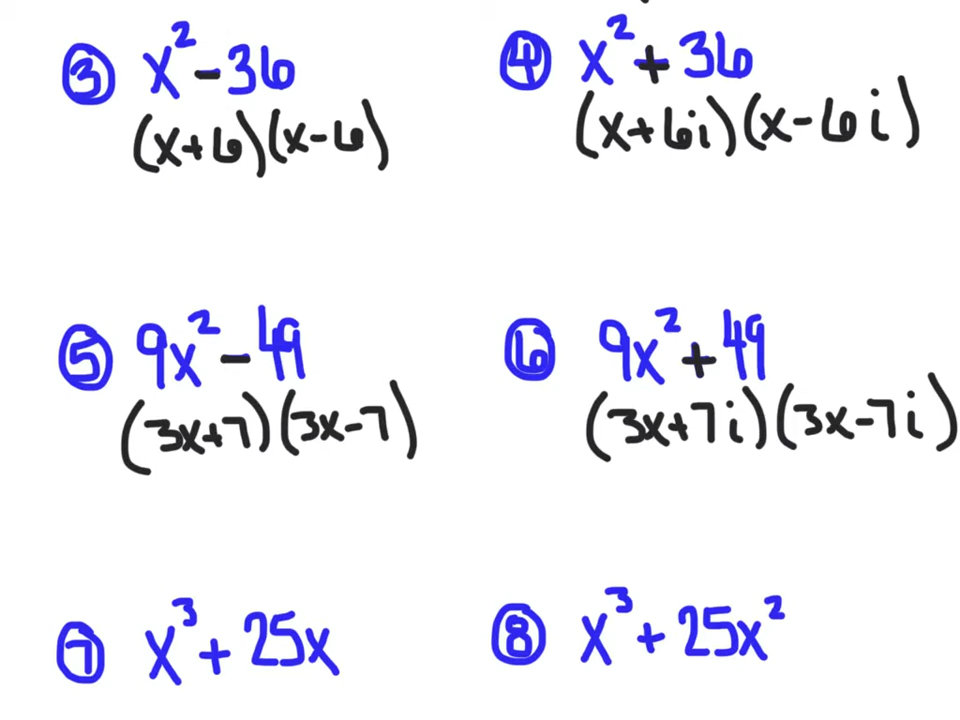 ③ x² - 36
(x+6)(x-6)
④ x² + 36
(x+6i)(x-6i)
⑤ 9x² - 49
(3x+7)(3x-7)
⑥ 9x² + 49
(3x+7i)(3x-7i)
⑦ x³ + 25x
⑧ x³ + 25x²